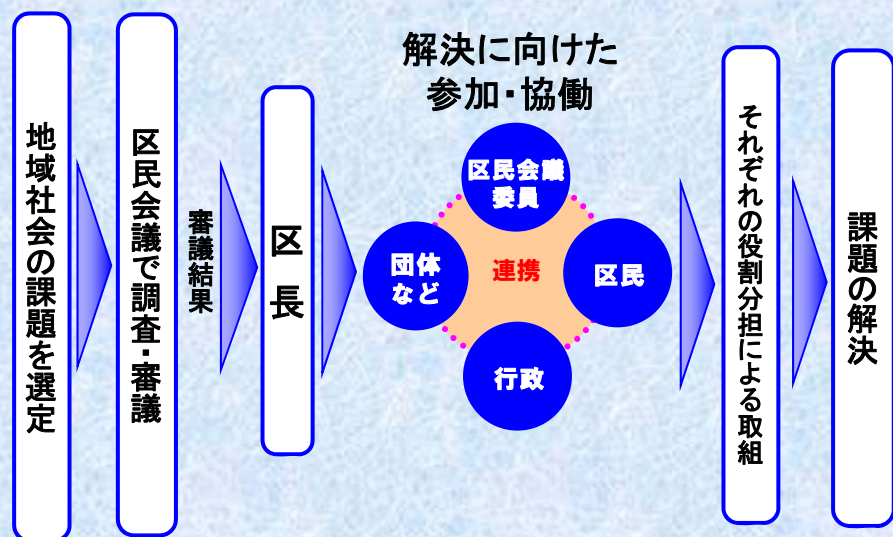 地域社会の課題を選定
区民会議で調査・審議
審議結果
区長
解決に向けた
参加・協働
区民会議
委員
団体
など
連携
区民
行政
それぞれの役割分担による取組
課題の解決